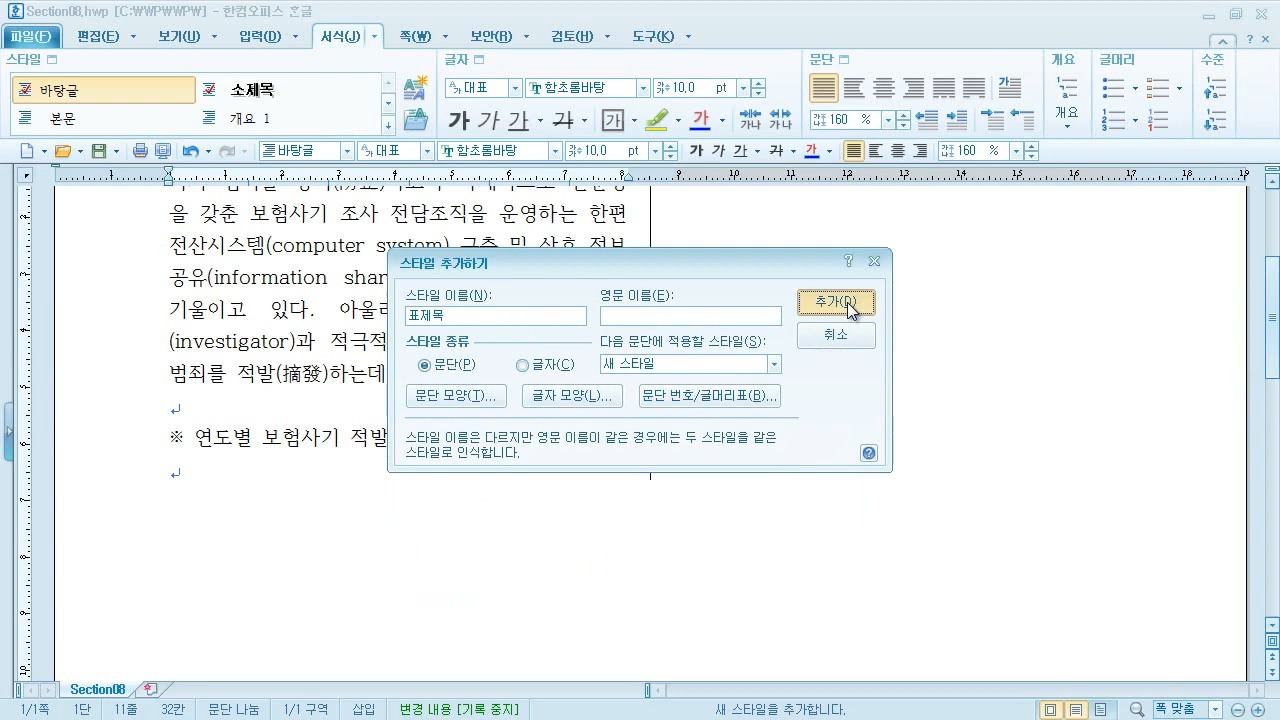 Section08.hwp [C:₩WPW₩WPW] - 한컴오피스 흔글
파일(F) 편집(E) 보기(U) 입력(D) 서식(J) 쪽(W) 보안(B) 검토(H) 도구(K)
스타일 글자 문단 개요 글머리 수준
바탕글 소제목 대표 함초롬바탕 10,0 pt
본문 개요 1 가 가 가 가 가 가 160 % 개요
바탕글 대표 함초롬바탕 10,0 pt 가 가 가 가 가 160 %
을 갖춘 보험사기 조사 전담조직을 운영하는 한편
전산시스템(computer system) 구축 및 상호 정보
공유(information shar
기울이고 있다. 아울러
(investigator)과 적극적
범죄를 적발(摘發)하는데
※ 연도별 보험사기 적발
스타일 추가하기
스타일 이름(N): 영문 이름(E): 추가(D)
표제목
취소
스타일 종류 다음 문단에 적용할 스타일(S):
문단(P) 글자(C) 새 스타일
문단 모양(T)... 글자 모양(L)... 문단 번호/글머리표(B)...
스타일 이름은 다르지만 영문 이름이 같은 경우에는 두 스타일을 같은
스타일로 인식합니다.
Section08
1/1쪽 1단 11줄 32칸 문단 나눔 1/1 구역 삽입 변경 내용 [기록 중지] 새 스타일을 추가합니다. 폭 맞춤